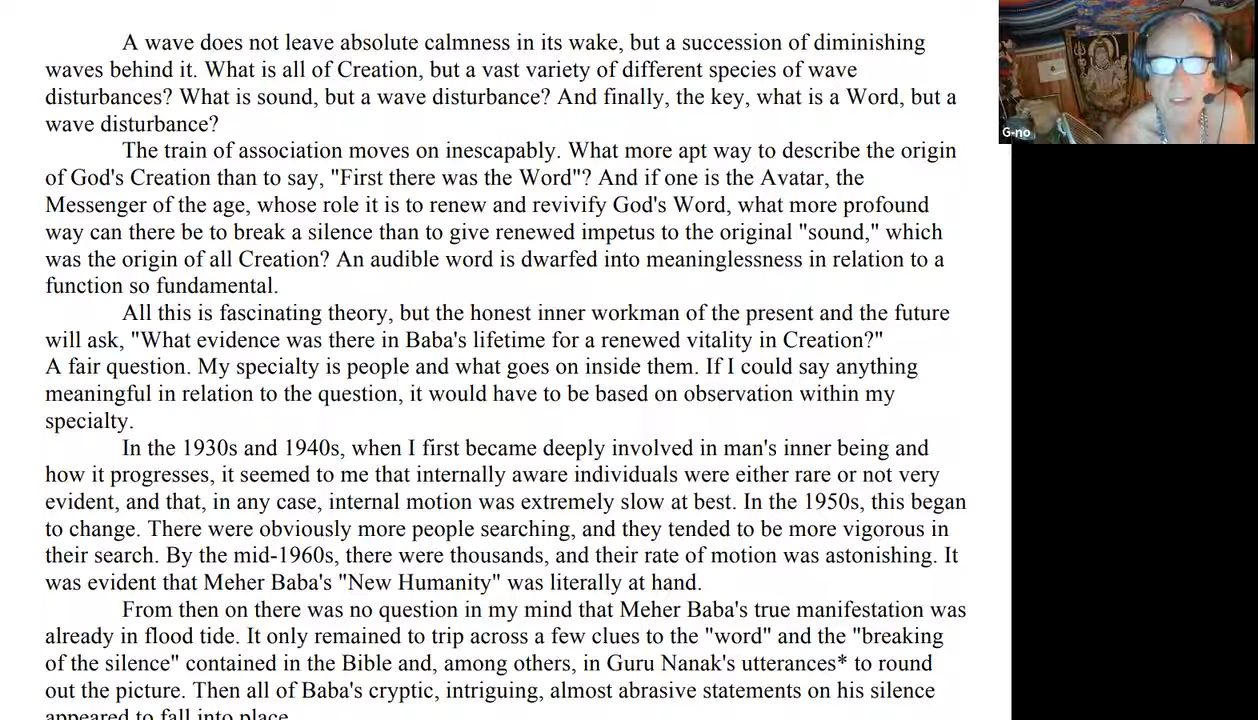 A wave does not leave absolute calmness in its wake, but a succession of diminishing
waves behind it. What is all of Creation, but a vast variety of different species of wave
disturbances? What is sound, but a wave disturbance? And finally, the key, what is a Word, but a
wave disturbance?
The train of association moves on inescapably. What more apt way to describe the origin
of God's Creation than to say, "First there was the Word"? And if one is the Avatar, the
Messenger of the age, whose role it is to renew and revivify God's Word, what more profound
way can there be to break a silence than to give renewed impetus to the original "sound," which
was the origin of all Creation? An audible word is dwarfed into meaninglessness in relation to a
function so fundamental.
All this is fascinating theory, but the honest inner workman of the present and the future
will ask, "What evidence was there in Baba's lifetime for a renewed vitality in Creation?"
A fair question. My specialty is people and what goes on inside them. If I could say anything
meaningful in relation to the question, it would have to be based on observation within my
specialty.
In the 1930s and 1940s, when I first became deeply involved in man's inner being and
how it progresses, it seemed to me that internally aware individuals were either rare or not very
evident, and that, in any case, internal motion was extremely slow at best. In the 1950s, this began
to change. There were obviously more people searching, and they tended to be more vigorous in
their search. By the mid-1960s, there were thousands, and their rate of motion was astonishing. It
was evident that Meher Baba's "New Humanity" was literally at hand.
From then on there was no question in my mind that Meher Baba's true manifestation was
already in flood tide. It only remained to trip across a few clues to the "word" and the "breaking
of the silence" contained in the Bible and, among others, in Guru Nanak's utterances* to round
out the picture. Then all of Baba's cryptic, intriguing, almost abrasive statements on his silence
appeared to fall into place.
G-no